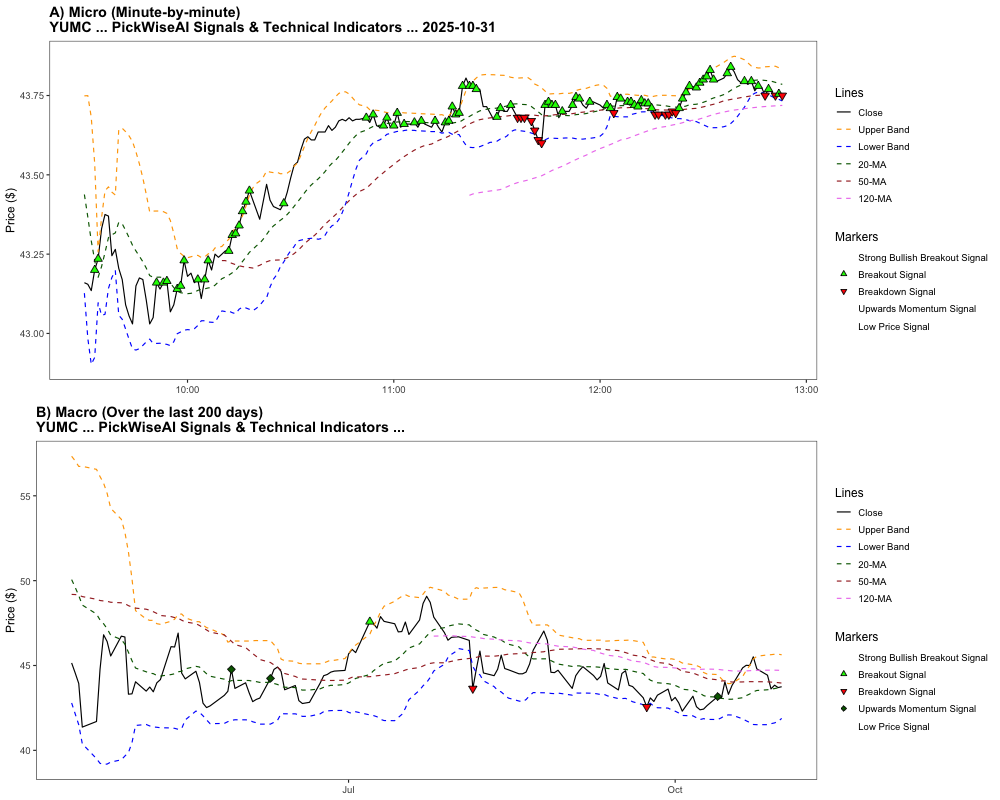 A) Micro (Minute-by-minute)
YUMC ... PickWiseAI Signals & Technical Indicators ... 2025-10-31
Price ($)
43.75
43.50
43.25
43.00
10:00
11:00
12:00
13:00
Lines
Close
Upper Band
Lower Band
20-MA
50-MA
120-MA
Markers
Strong Bullish Breakout Signal
Breakout Signal
Breakdown Signal
Upwards Momentum Signal
Low Price Signal
B) Macro (Over the last 200 days)
YUMC ... PickWiseAI Signals & Technical Indicators ...
Price ($)
55
50
45
40
Jul
Oct
Lines
Close
Upper Band
Lower Band
20-MA
50-MA
120-MA
Markers
Strong Bullish Breakout Signal
Breakout Signal
Breakdown Signal
Upwards Momentum Signal
Low Price Signal